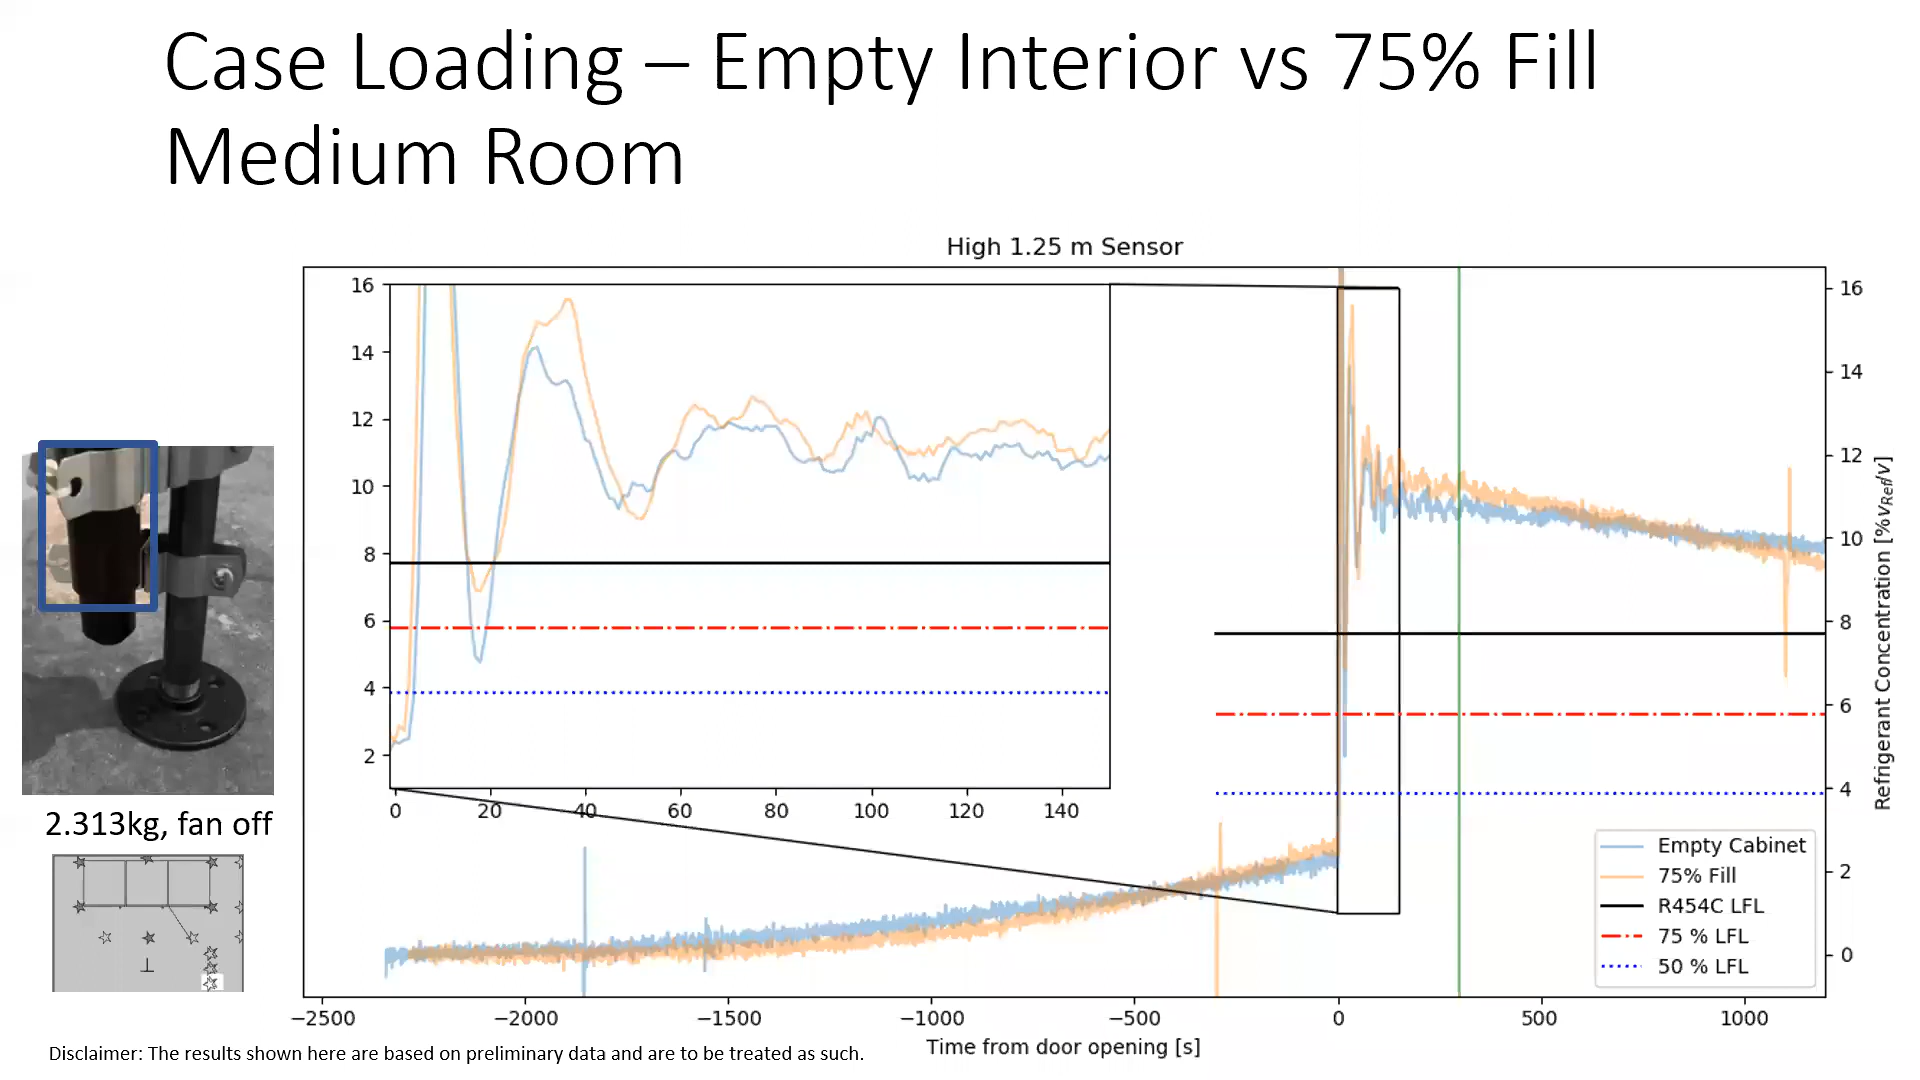 Case Loading – Empty Interior vs 75% Fill
Medium Room
High 1.25 m Sensor
16
14
12
10
8
6
4
2
0
20
40
60
80
100
120
140
16
14
12
10
8
6
4
2
0
Refrigerant Concentration [%v_Ref/v]
2.313kg, fan off
Empty Cabinet
75% Fill
R454C LFL
75 % LFL
50 % LFL
−2500
−2000
−1500
−1000
−500
0
500
1000
Time from door opening [s]
Disclaimer: The results shown here are based on preliminary data and are to be treated as such.